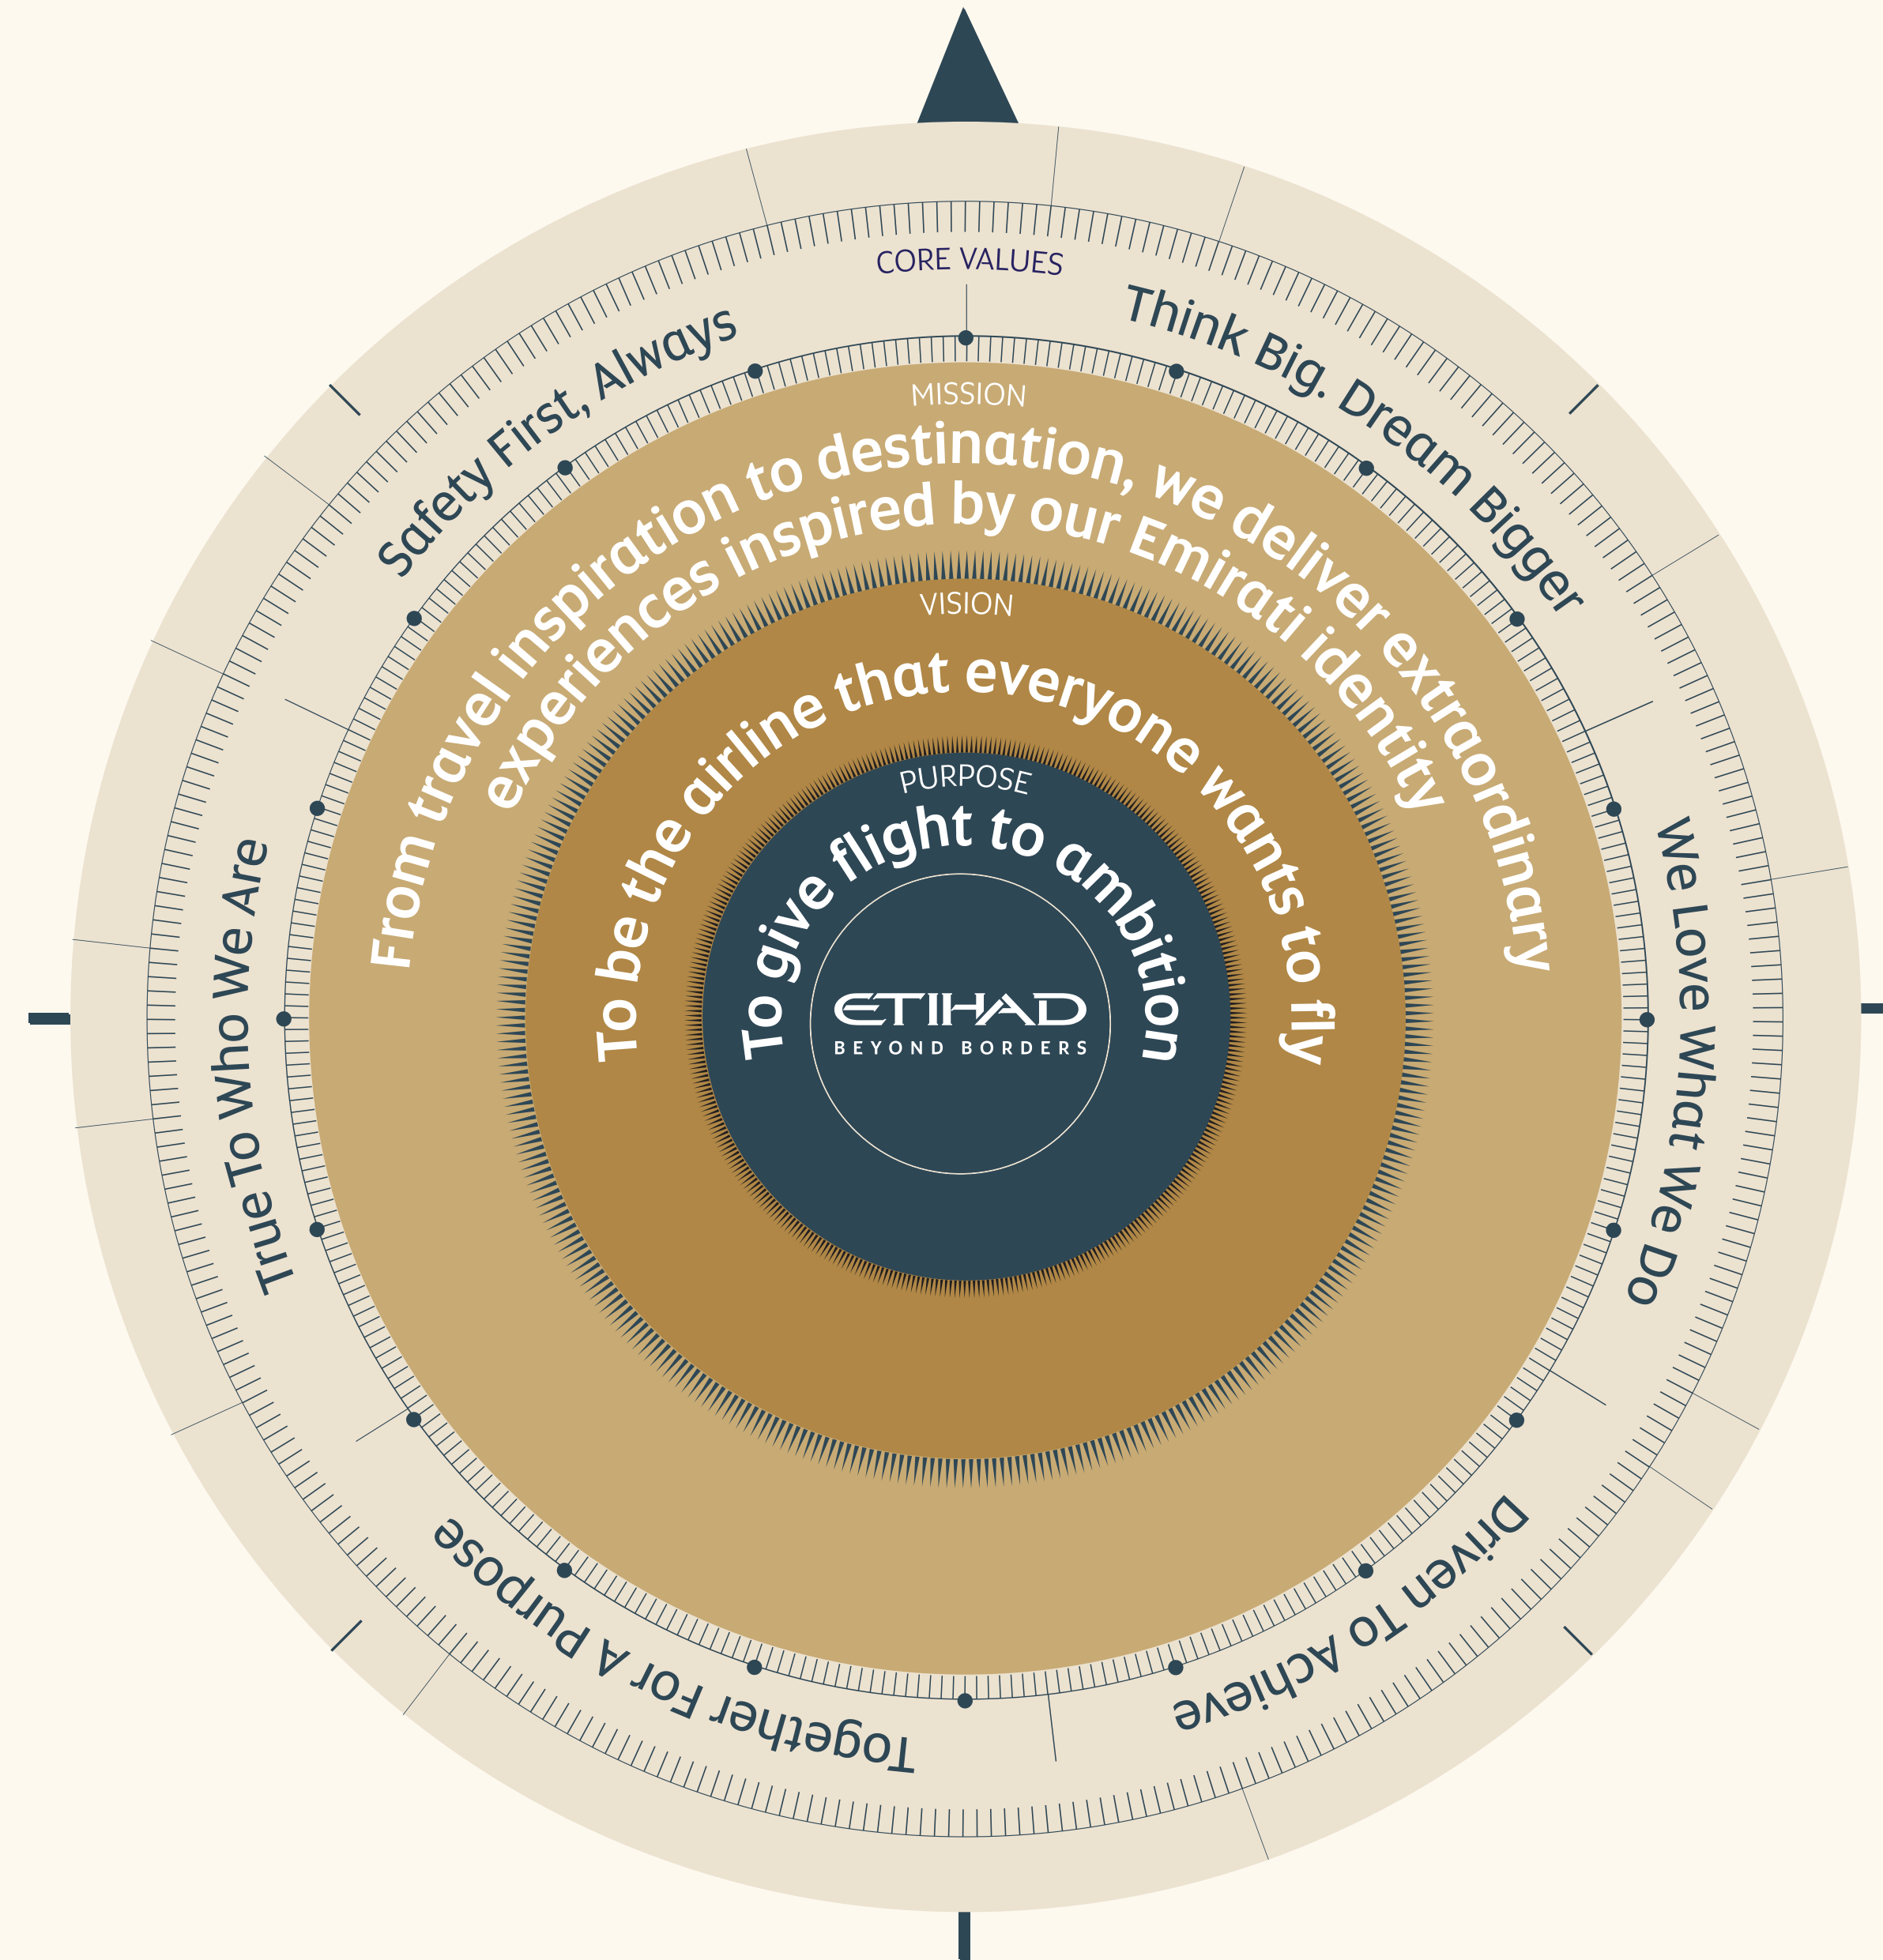 CORE VALUES
Think Big. Dream Bigger
We Love What We Do
Driven To Achieve
Together For A Purpose
True To Who We Are
Safety First, Always
MISSION
From travel inspiration to destination, we deliver extraordinary
experiences inspired by our Emirati identity
VISION
To be the airline that everyone wants to fly
PURPOSE
To give flight to ambition
ETIHAD
BEYOND BORDERS